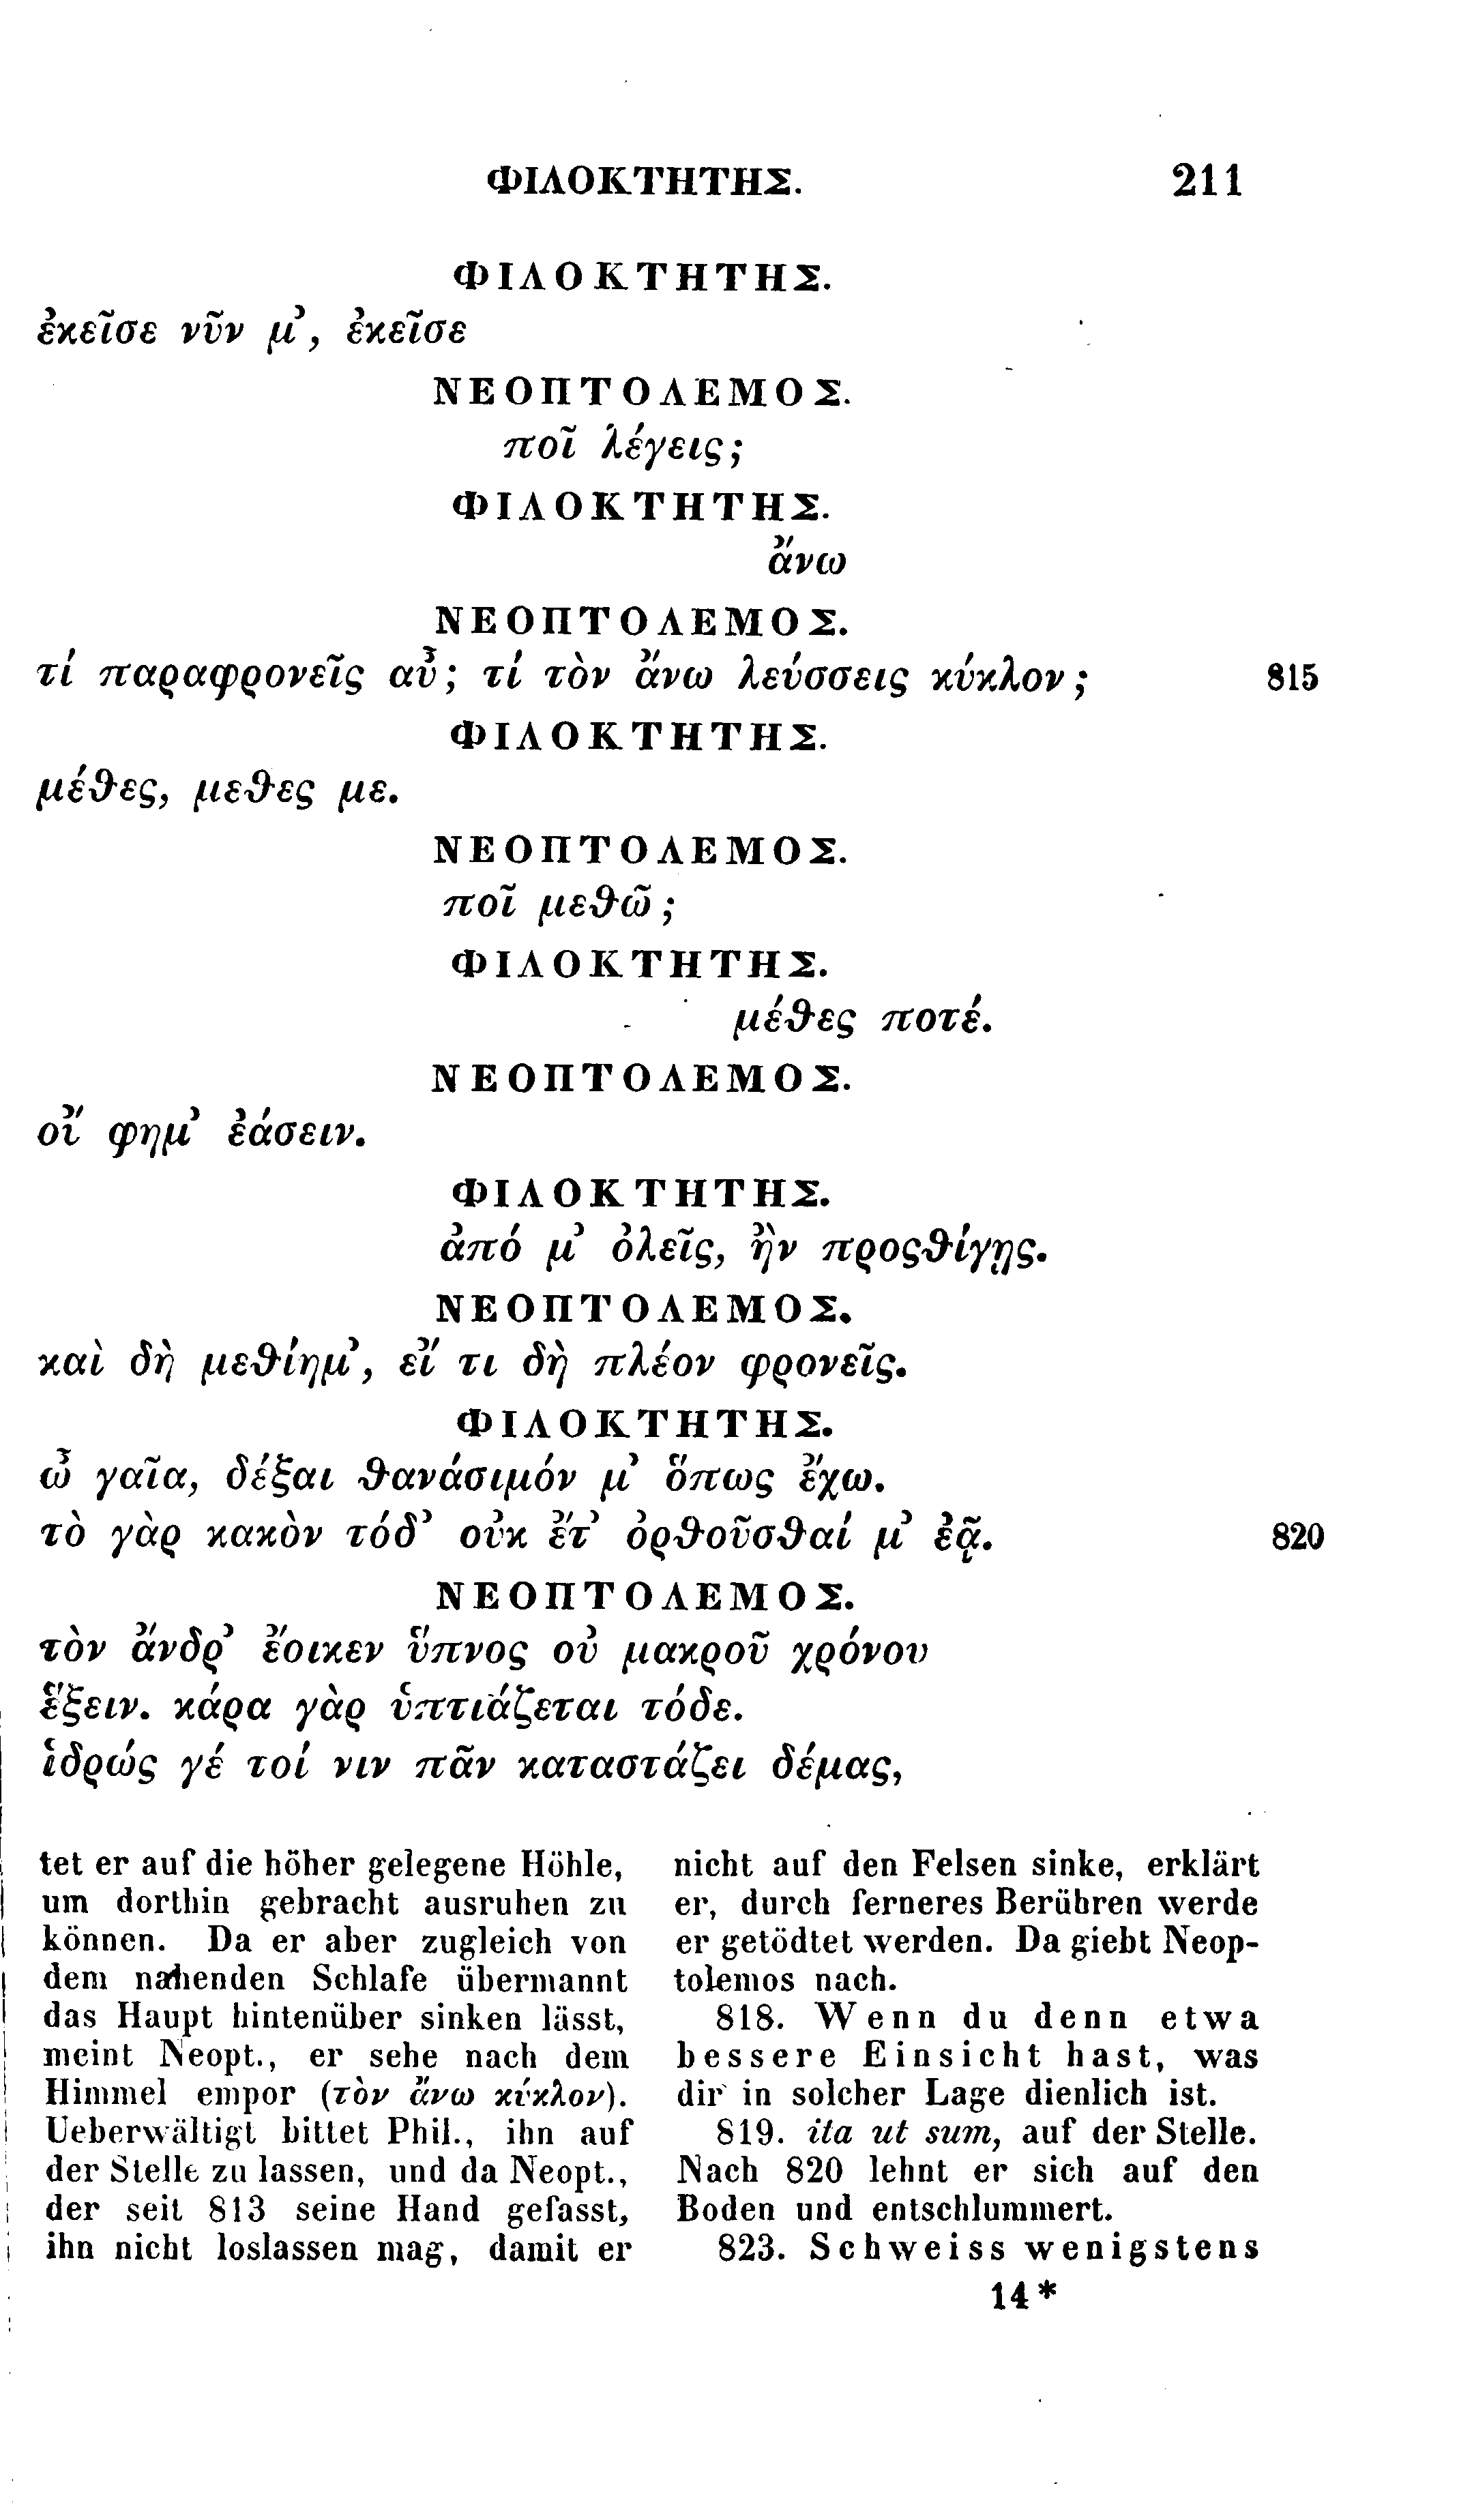 ΦΙΛΟΚΤΗΤΗΣ. 211
ΦΙΛΟΚΤΗΤΗΣ.
ἐκεῖσε νῦν μ’, ἐκεῖσε
ΝΕΟΠΤΟΛΕΜΟΣ.
ποῖ λέγεις;
ΦΙΛΟΚΤΗΤΗΣ.
ἄνω
ΝΕΟΠΤΟΛΕΜΟΣ.
τί παραφρονεῖς αὖ; τί τὸν ἄνω λεύσσεις κύκλον; 815
ΦΙΛΟΚΤΗΤΗΣ.
μέθες, μεθες με.
ΝΕΟΠΤΟΛΕΜΟΣ.
ποῖ μεθῶ;
ΦΙΛΟΚΤΗΤΗΣ.
μέθες ποτέ.
ΝΕΟΠΤΟΛΕΜΟΣ.
οἴ φημ’ ἐάσειν.
ΦΙΛΟΚΤΗΤΗΣ.
ἀπό μ’ ὀλεῖς, ἢν προςθίγῃς.
ΝΕΟΠΤΟΛΕΜΟΣ.
καὶ δὴ μεθίημ’, εἴ τι δὴ πλέον φρονεῖς.
ΦΙΛΟΚΤΗΤΗΣ.
ὦ γαῖα, δέξαι θανάσιμόν μ’ ὅπως ἔχω.
τὸ γὰρ κακὸν τόδ’ οὐκ ἔτ’ ὀρθοῦσθαί μ’ ἐᾷ. 820
ΝΕΟΠΤΟΛΕΜΟΣ.
τὸν ἄνδρ’ ἔοικεν ὕπνος οὐ μακροῦ χρόνου
ἕξειν. κάρα γὰρ ὑπτιάζεται τόδε.
ἱδρώς γέ τοί νιν πᾶν καταστάζει δέμας,
tet er auf die höher gelegene Höhle,
um dorthin gebracht ausruhen zu
können. Da er aber zugleich von
dem nahenden Schlafe übermannt
das Haupt hintenüber sinken lässt,
meint Neopt., er sehe nach dem
Himmel empor (τὸν ἄνω κύκλον).
Ueberwältigt bittet Phil., ihn auf
der Stelle zu lassen, und da Neopt.,
der seit 813 seine Hand gefasst,
ihn nicht loslassen mag, damit er
nicht auf den Felsen sinke, erklärt
er, durch ferneres Berühren werde
er getödtet werden. Da giebt Neop-
tolemos nach.
818. Wenn du denn etwa
bessere Einsicht hast, was
dir in solcher Lage dienlich ist.
819. ita ut sum, auf der Stelle.
Nach 820 lehnt er sich auf den
Boden und entschlummert.
823. Schweiss wenigstens
14*